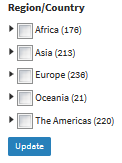 Region/Country
Africa (176)
Asia (213)
Europe (236)
Oceania (21)
The Americas (220)
Update